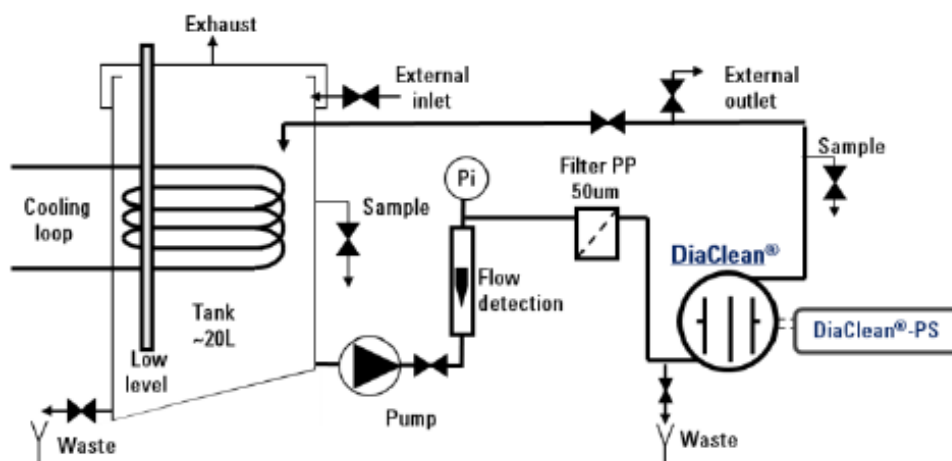 Exhaust
External
inlet
External
outlet
Sample
Filter PP
50um
Pi
Cooling
loop
Sample
DiaClean®
Flow
detection
Tank
~20L
DiaClean®-PS
Low
level
Pump
Waste
Waste